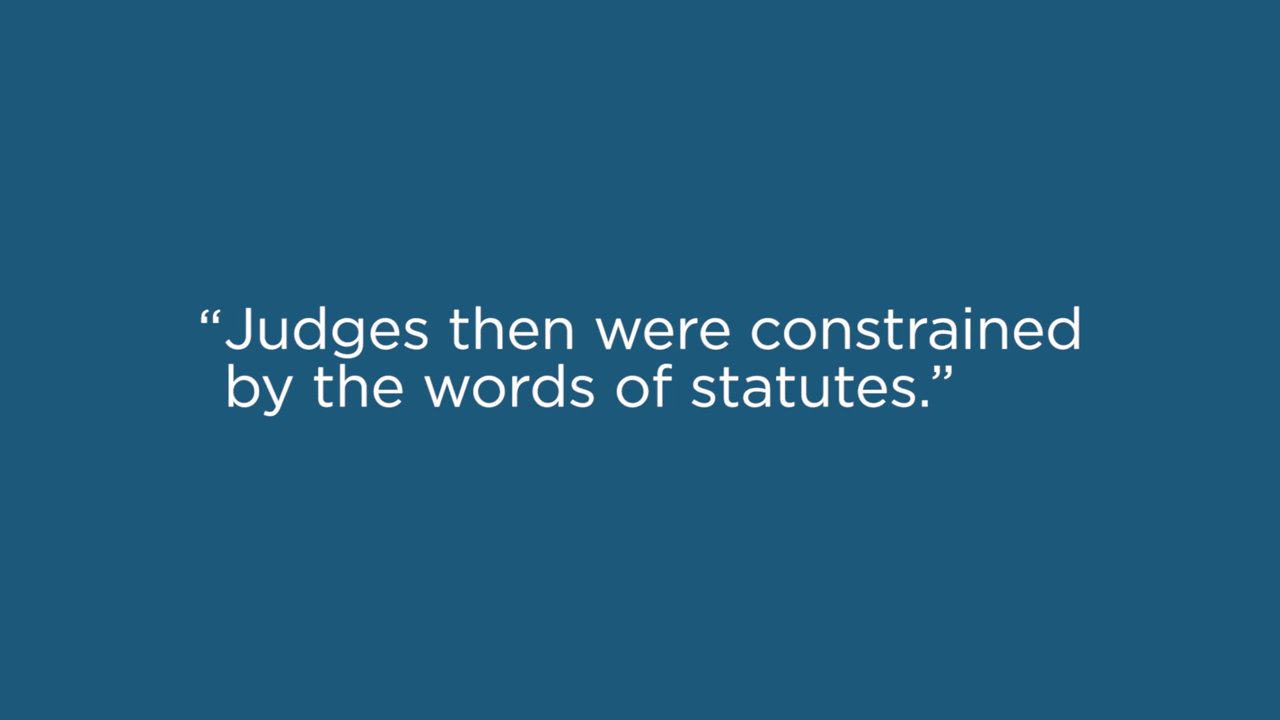 “Judges then were constrained
by the words of statutes.”